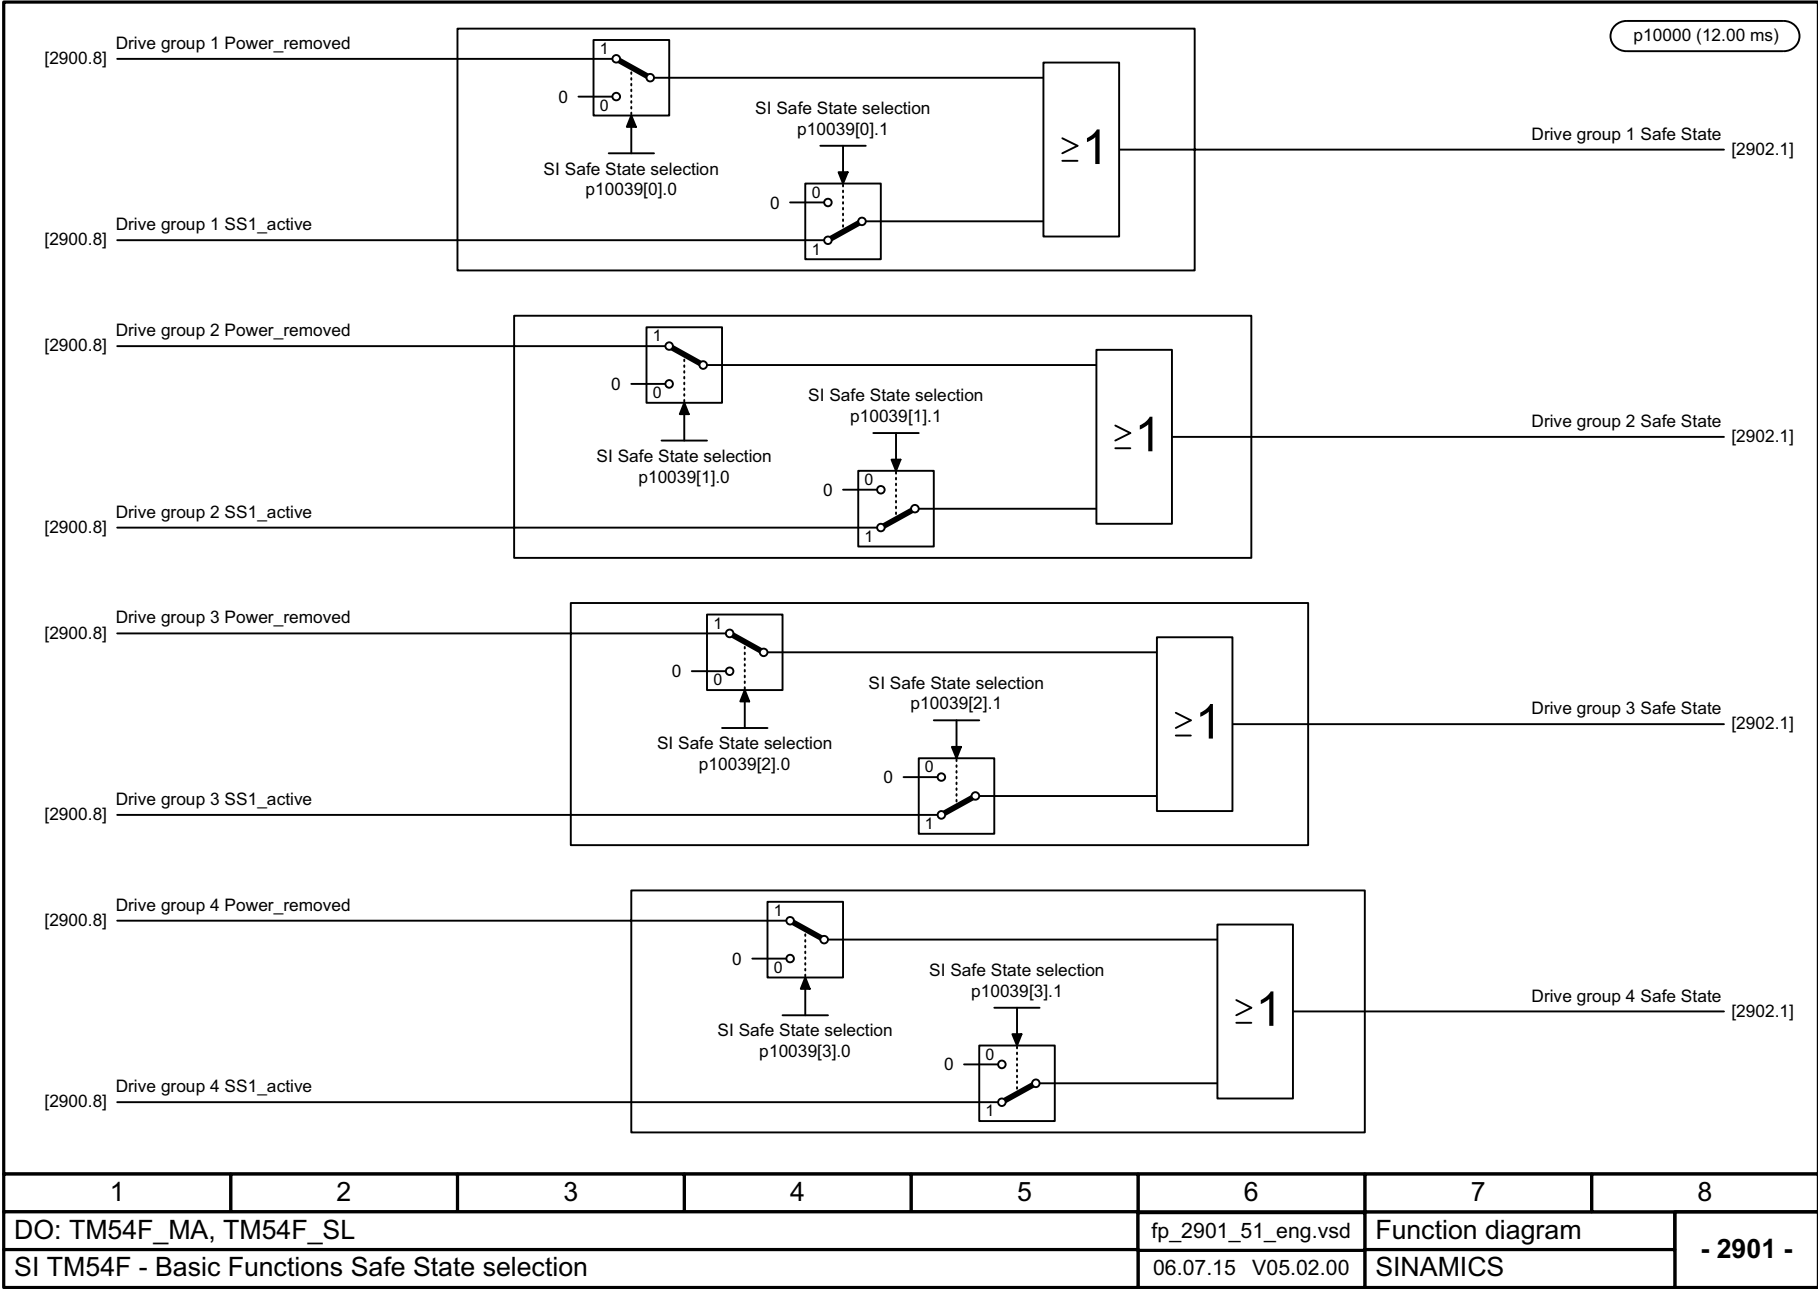 p10000 (12.00 ms)
Drive group 1 Power_removed
[2900.8]
1
0
0
SI Safe State selection
p10039[0].0
SI Safe State selection
p10039[0].1
0
0
1
Drive group 1 SS1_active
[2900.8]
≥1
Drive group 1 Safe State
[2902.1]
Drive group 2 Power_removed
[2900.8]
1
0
0
SI Safe State selection
p10039[1].0
SI Safe State selection
p10039[1].1
0
0
1
Drive group 2 SS1_active
[2900.8]
≥1
Drive group 2 Safe State
[2902.1]
Drive group 3 Power_removed
[2900.8]
1
0
0
SI Safe State selection
p10039[2].0
SI Safe State selection
p10039[2].1
0
0
1
Drive group 3 SS1_active
[2900.8]
≥1
Drive group 3 Safe State
[2902.1]
Drive group 4 Power_removed
[2900.8]
1
0
0
SI Safe State selection
p10039[3].0
SI Safe State selection
p10039[3].1
0
0
1
Drive group 4 SS1_active
[2900.8]
≥1
Drive group 4 Safe State
[2902.1]
1 2 3 4 5 6 7 8
DO: TM54F_MA, TM54F_SL
fp_2901_51_eng.vsd
Function diagram
- 2901 -
SI TM54F - Basic Functions Safe State selection
06.07.15 V05.02.00
SINAMICS